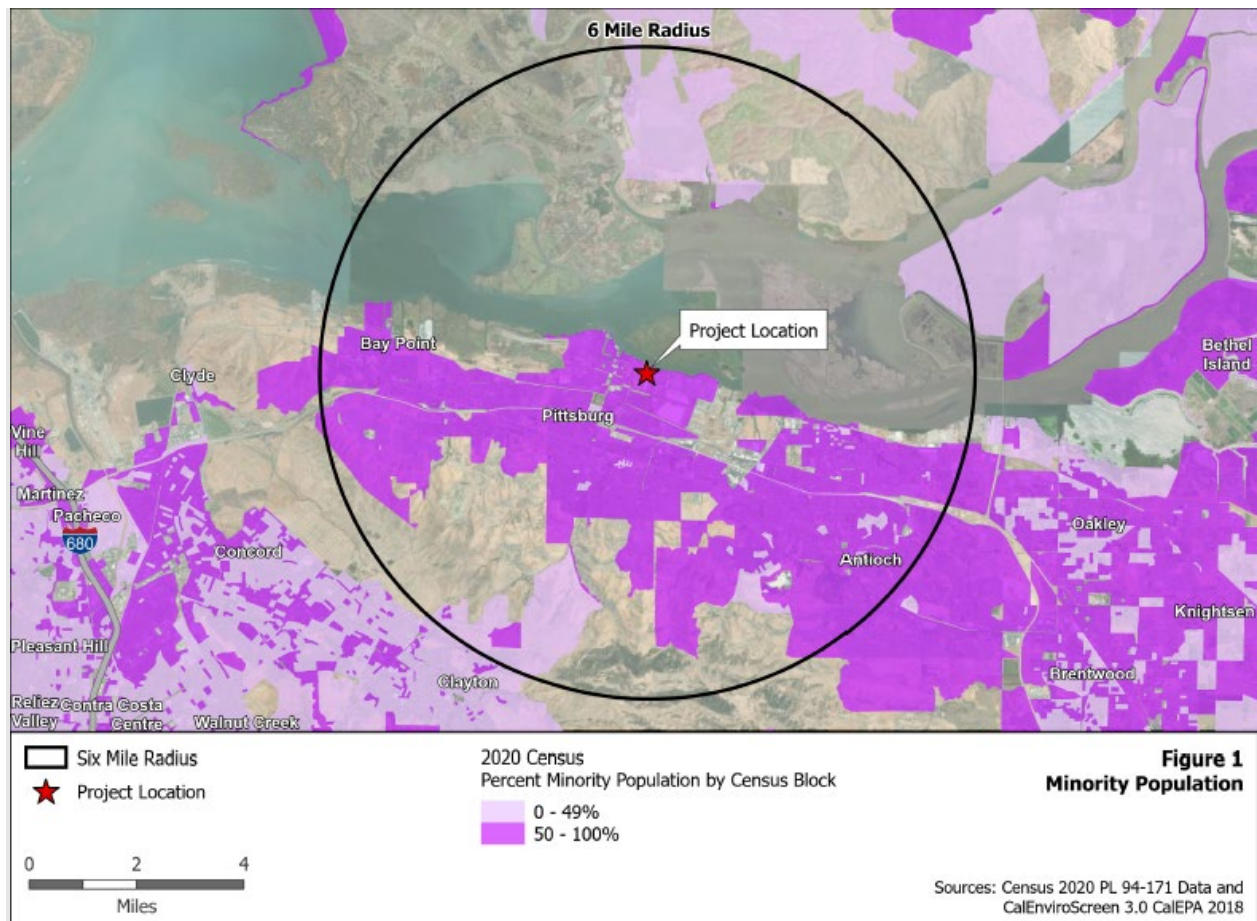 6 Mile Radius
Project Location
Bay Point
Bethel
Island
Clyde
Pittsburg
Vine
Hill
Martinez
Pacheco
680
Concord
Oakley
Antioch
Knightsen
Pleasant Hill
Clayton
Brentwood
Reliez
Valley
Contra Costa
Centre
Walnut Creek
Six Mile Radius
Project Location
0 2 4
Miles
2020 Census
Percent Minority Population by Census Block
0 - 49%
50 - 100%
Figure 1
Minority Population
Sources: Census 2020 PL 94-171 Data and
CalEnviroScreen 3.0 CalEPA 2018